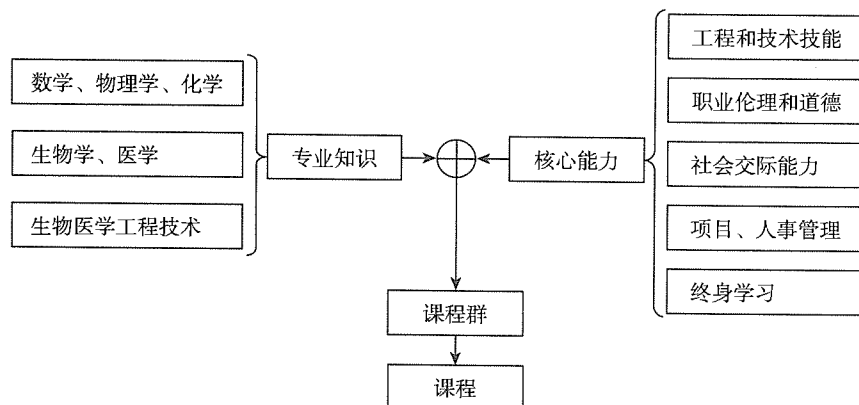 数学、物理学、化学
生物学、医学
生物医学工程技术
专业知识
核心能力
工程和技术技能
职业伦理和道德
社会交际能力
项目、人事管理
终身学习
课程群
课程